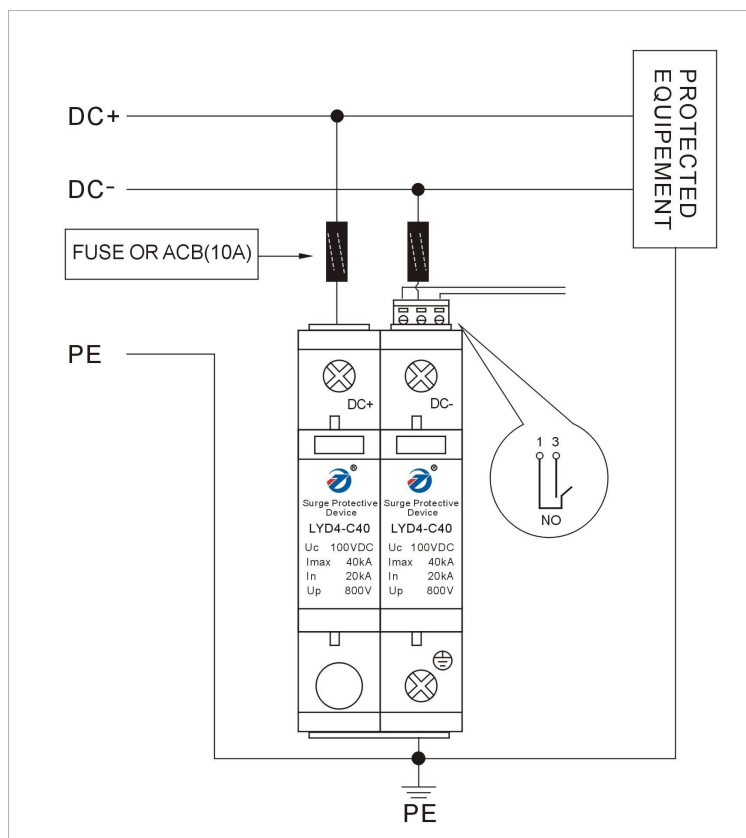 PROTECTED
EQUIPEMENT
DC+
DC-
FUSE OR ACB(10A)
PE
DC+
DC-
1 3
NO
®
Surge Protective
Device
LYD4-C40
Uc 100VDC
Imax 40kA
In 20kA
Up 800V
®
Surge Protective
Device
LYD4-C40
Uc 100VDC
Imax 40kA
In 20kA
Up 800V
PE